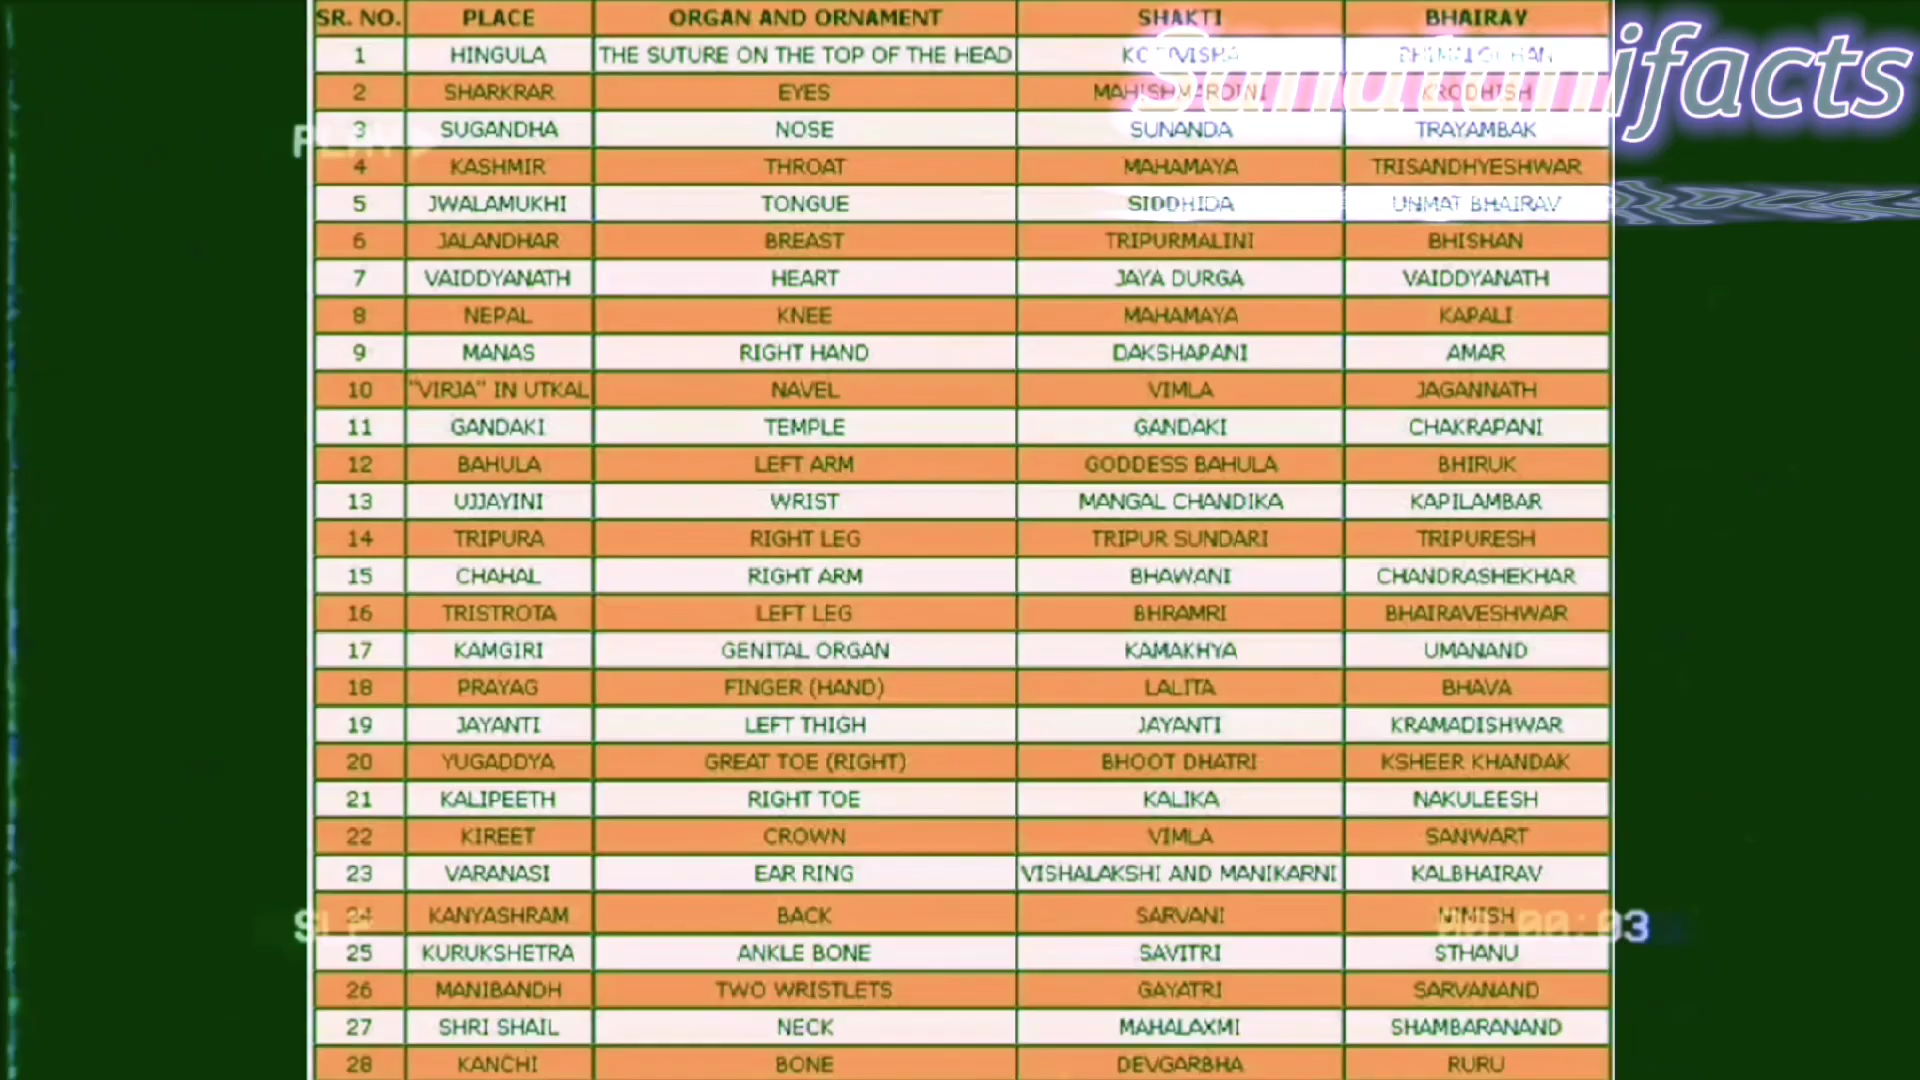 SR. NO. PLACE ORGAN AND ORNAMENT SHAKTI BHAIRAV
1 HINGULA THE SUTURE ON THE TOP OF THE HEAD
2 SHARKRAR EYES MAHISHMARDINI KRODHISH
Sanatanifacts
3 SUGANDHA NOSE SUNANDA TRAYAMBAK
PLAY
4 KASHMIR THROAT MAHAMAYA TRISANDHYESHWAR
5 JWALAMUKHI TONGUE SIDDHIDA UNMAT BHAIRAV
6 JALANDHAR BREAST TRIPURMALINI BHISHAN
7 VAIDDYANATH HEART JAYA DURGA VAIDDYANATH
8 NEPAL KNEE MAHAMAYA KAPALI
9 MANAS RIGHT HAND DAKSHAPANI AMAR
10 "VIRJA" IN UTKAL NAVEL VIMLA JAGANNATH
11 GANDAKI TEMPLE GANDAKI CHAKRAPANI
12 BAHULA LEFT ARM GODDESS BAHULA BHIRUK
13 UJJAYINI WRIST MANGAL CHANDIKA KAPILAMBAR
14 TRIPURA RIGHT LEG TRIPUR SUNDARI TRIPURESH
15 CHAHAL RIGHT ARM BHAWANI CHANDRASHEKHAR
16 TRISTROTA LEFT LEG BHRAMRI BHAIRAVESHWAR
17 KAMGIRI GENITAL ORGAN KAMAKHYA UMANAND
18 PRAYAG FINGER (HAND) LALITA BHAVA
19 JAYANTI LEFT THIGH JAYANTI KRAMADISHWAR
20 YUGADDYA GREAT TOE (RIGHT) BHOOT DHATRI KSHEER KHANDAK
21 KALIPEETH RIGHT TOE KALIKA NAKULEESH
22 KIREET CROWN VIMLA SANWART
23 VARANASI EAR RING VISHALAKSHI AND MANIKARNI KALBHAIRAV
24 KANYASHRAM BACK SARVANI NIMISH
SLP 00:00:03
25 KURUKSHETRA ANKLE BONE SAVITRI STHANU
26 MANIBANDH TWO WRISTLETS GAYATRI SARVANAND
27 SHRI SHAIL NECK MAHALAXMI SHAMBARANAND
28 KANCHI BONE DEVGARBHA RURU